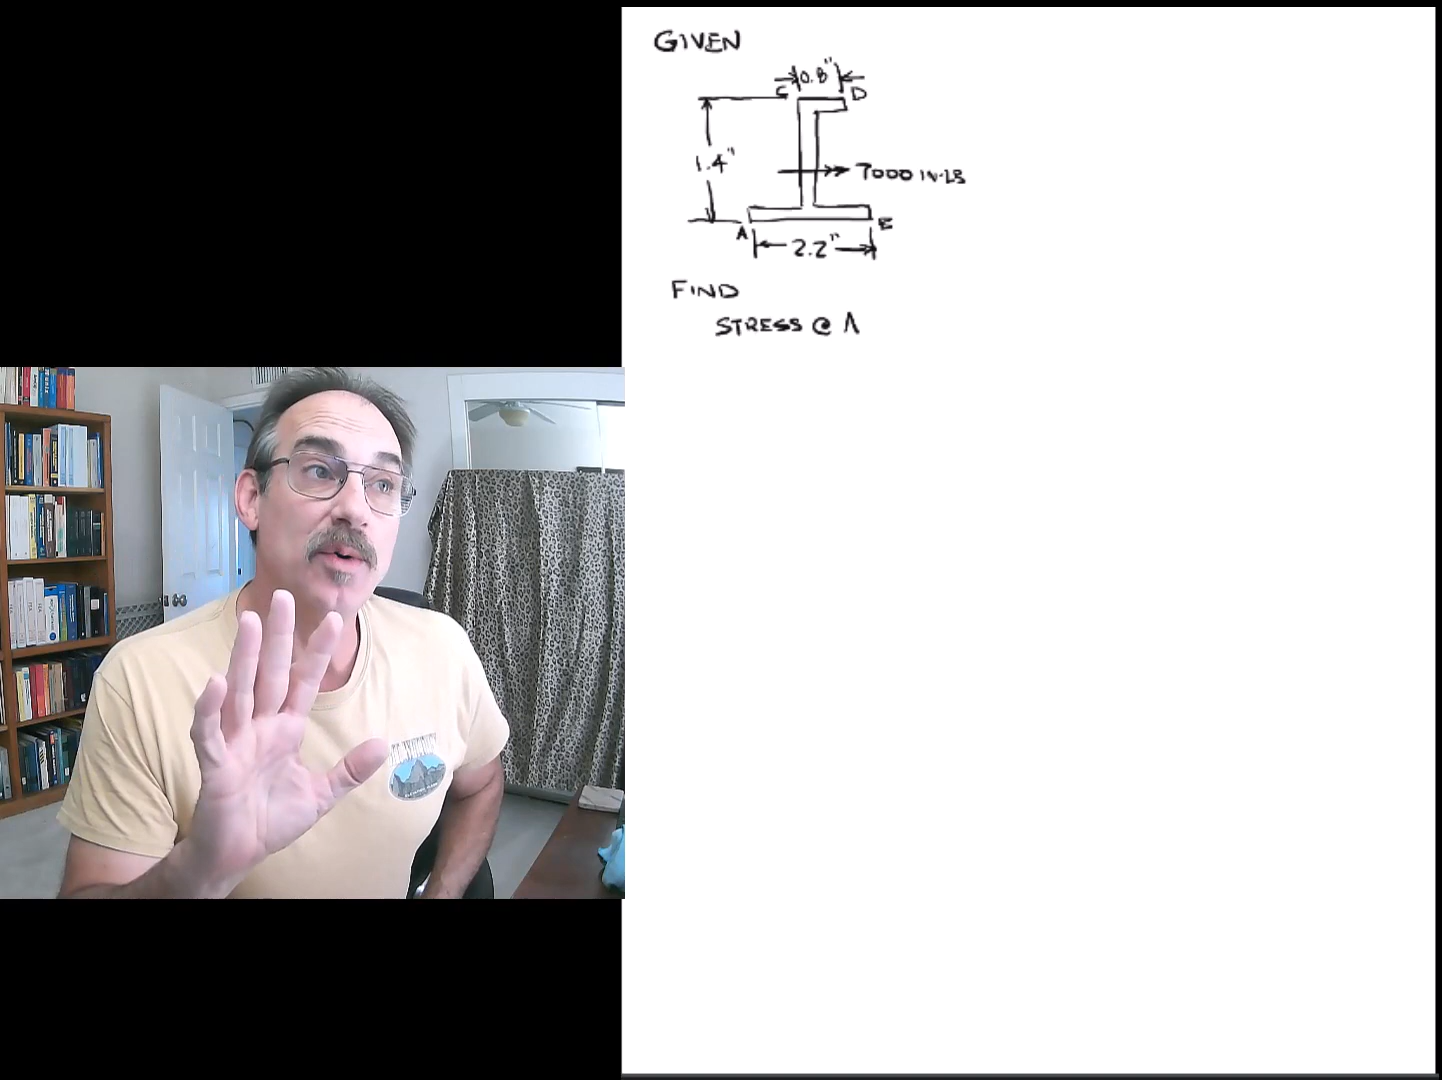 GIVEN
0.8"
C
D
1.4"
7000 IN-LB
A
E
2.2"
FIND
STRESS @ A